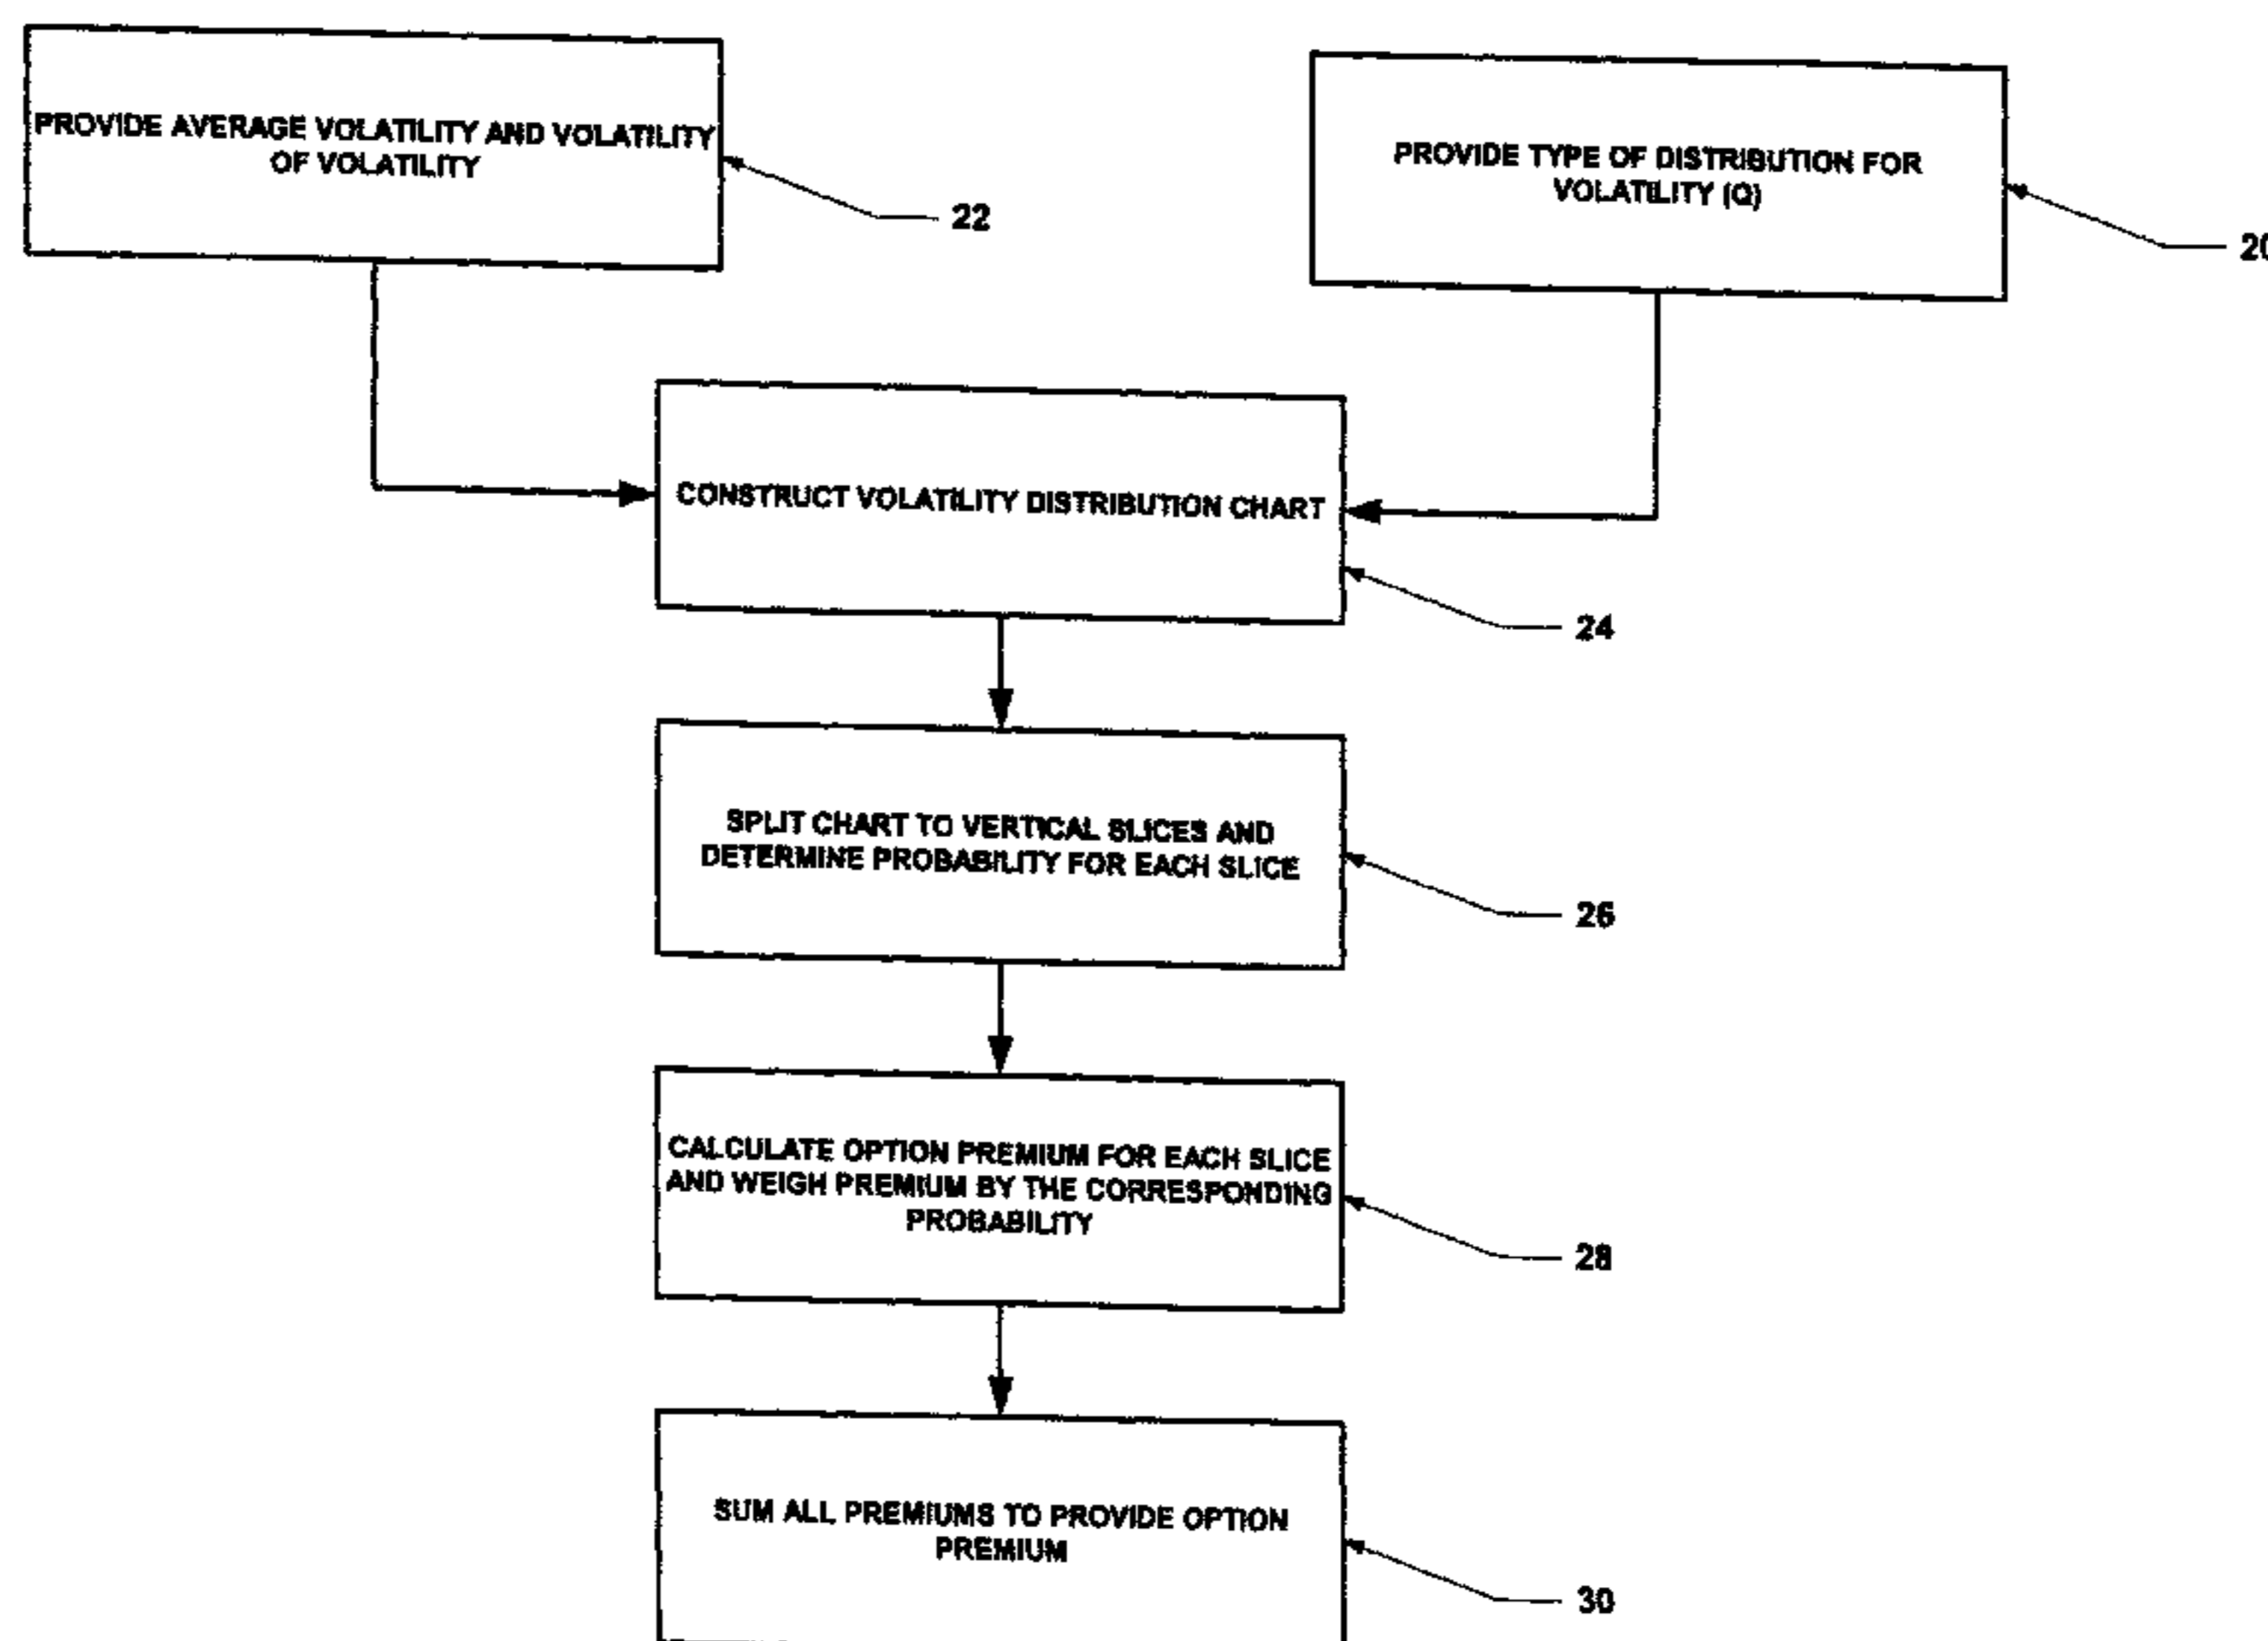 PROVIDE AVERAGE VOLATILITY AND VOLATILITY
OF VOLATILITY
22
PROVIDE TYPE OF DISTRIBUTION FOR
VOLATILITY (Q)
20
CONSTRUCT VOLATILITY DISTRIBUTION CHART
24
SPLIT CHART TO VERTICAL SLICES AND
DETERMINE PROBABILITY FOR EACH SLICE
26
CALCULATE OPTION PREMIUM FOR EACH SLICE
AND WEIGH PREMIUM BY THE CORRESPONDING
PROBABILITY
28
SUM ALL PREMIUMS TO PROVIDE OPTION
PREMIUM
30